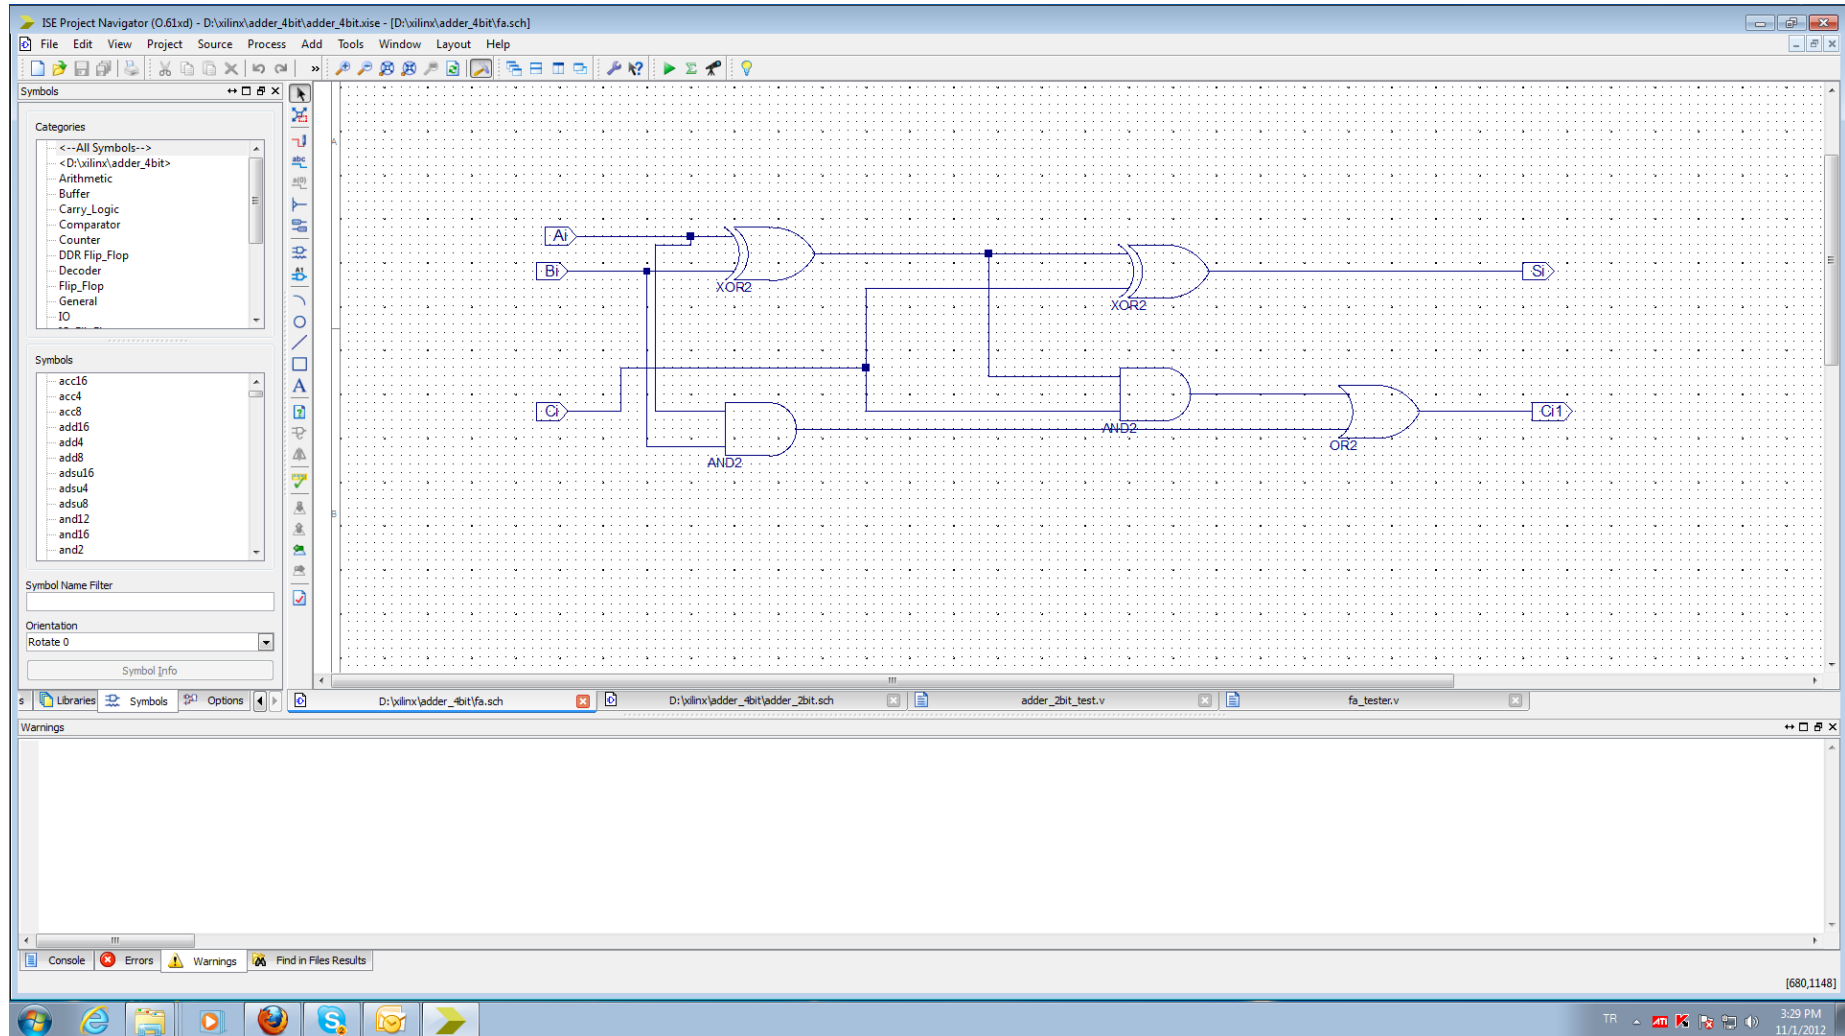 ISE Project Navigator (O.61xd) - D:\xilinx\adder_4bit\adder_4bit.xise - [D:\xilinx\adder_4bit\fa.sch]
File Edit View Project Source Process Add Tools Window Layout Help
Symbols
Categories
<--All Symbols-->
<D:\xilinx\adder_4bit>
Arithmetic
Buffer
Carry_Logic
Comparator
Counter
DDR Flip_Flop
Decoder
Flip_Flop
General
IO
Symbols
acc16
acc4
acc8
add16
add4
add8
adsu16
adsu4
adsu8
and12
and16
and2
Symbol Name Filter
Orientation
Rotate 0
Symbol Info
A
B
Ai
Bi
XOR2
XOR2
Si
Ci
AND2
AND2
OR2
Ci1
s Libraries Symbols Options
D:\xilinx\adder_4bit\fa.sch
D:\xilinx\adder_4bit\adder_2bit.sch
adder_2bit_test.v
fa_tester.v
Warnings
Console Errors Warnings Find in Files Results
[680,1148]
TR
ATI
3:29 PM
11/1/2012